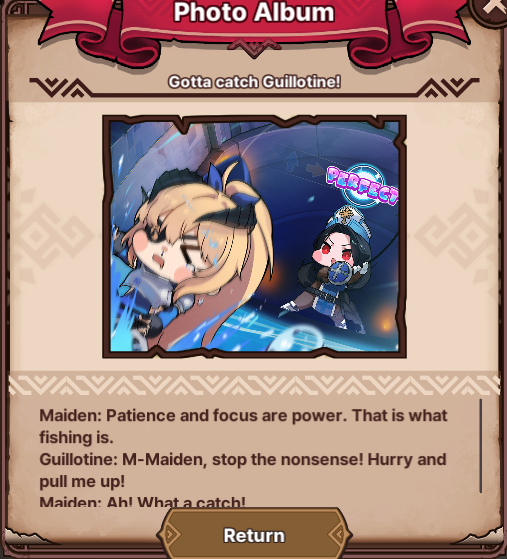 Photo Album
Gotta catch Guillotine!
PERFECT
Maiden: Patience and focus are power. That is what
fishing is.
Guillotine: M-Maiden, stop the nonsense! Hurry and
pull me up!
Maiden: Ah! What a catch!
Return